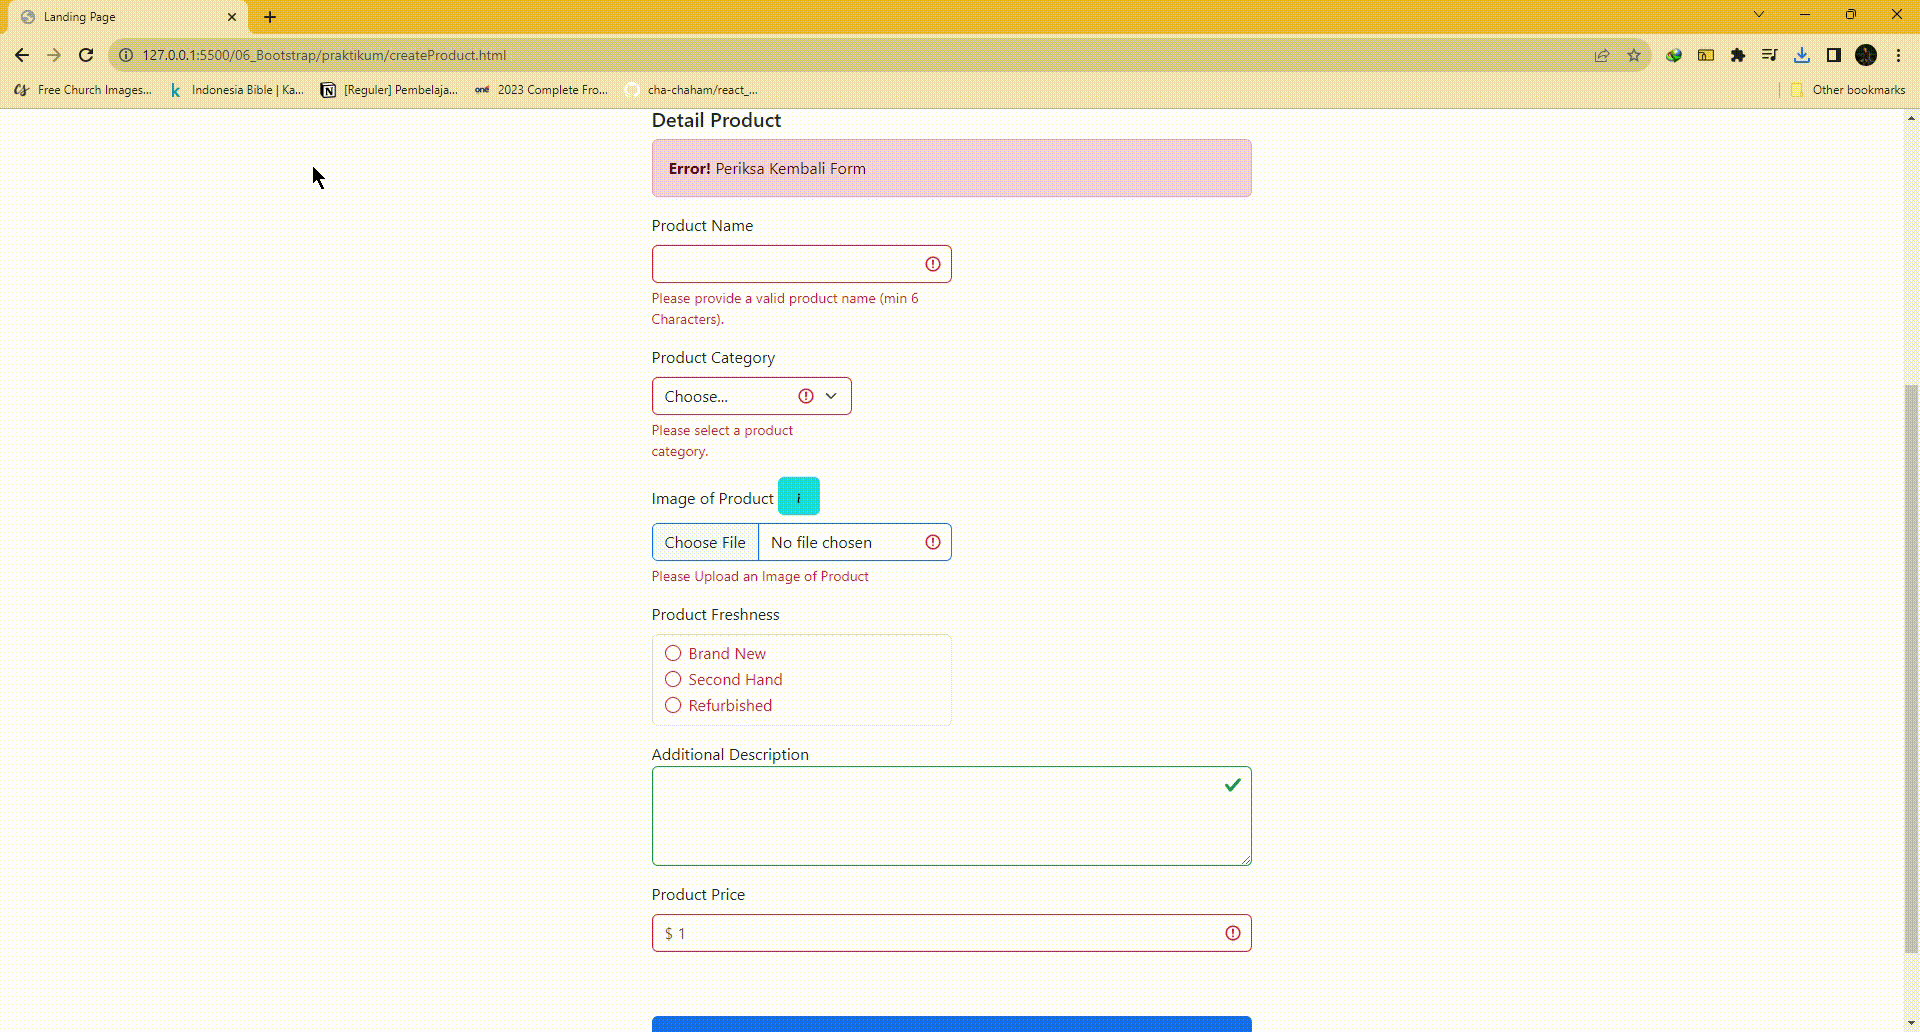 Landing Page
127.0.0.1:5500/06_Bootstrap/praktikum/createProduct.html
Free Church Images...
Indonesia Bible | Ka...
[Reguler] Pembelaja...
2023 Complete Fro...
cha-chaham/react_...
Other bookmarks
Detail Product
Error! Periksa Kembali Form
Product Name
Please provide a valid product name (min 6
Characters).
Product Category
Choose...
Please select a product
category.
Image of Product i
Choose File No file chosen
Please Upload an Image of Product
Product Freshness
Brand New
Second Hand
Refurbished
Additional Description
Product Price
$ 1